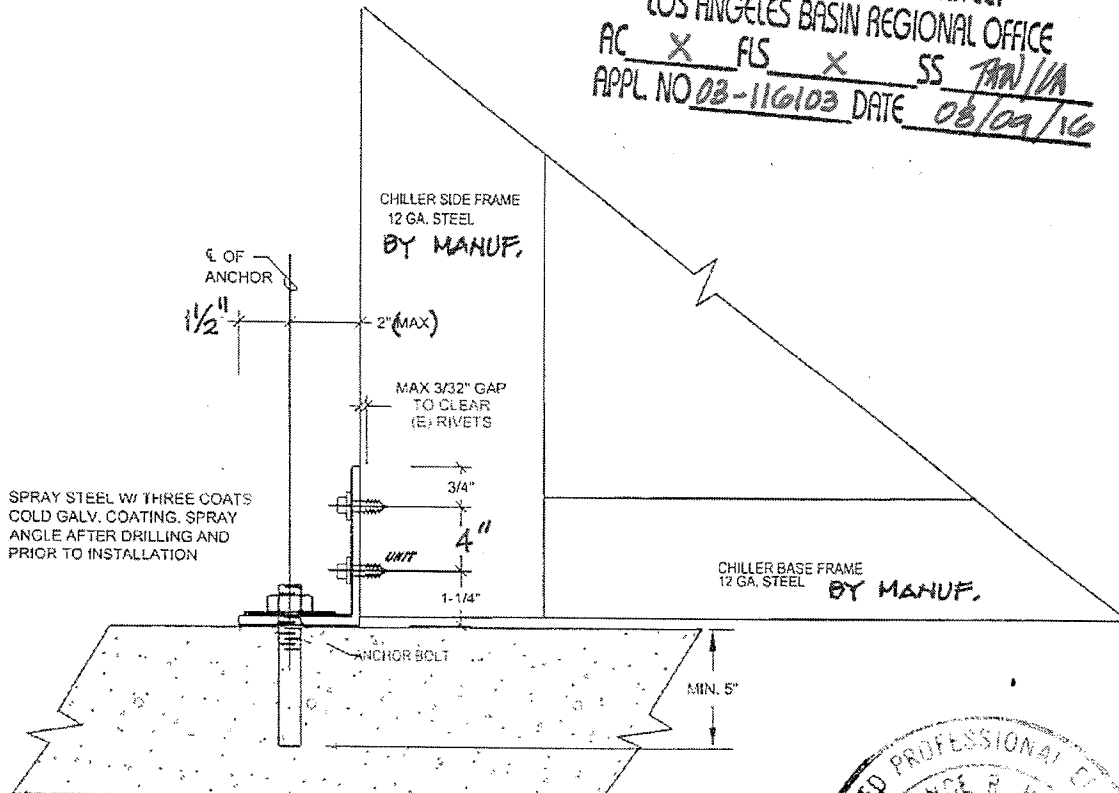 LOS ANGELES BASIN REGIONAL OFFICE
AC X FLS X SS
APPL. NO 03-116103 DATE 03/09/16
CHILLER SIDE FRAME
12 GA. STEEL
BY MANUF.
℄ OF
ANCHOR
1 1/2"
2" (MAX)
MAX 3/32" GAP
TO CLEAR
(E) RIVETS
3/4"
SPRAY STEEL W/ THREE COATS
COLD GALV. COATING. SPRAY
ANGLE AFTER DRILLING AND
PRIOR TO INSTALLATION
4"
UNIT
1-1/4"
CHILLER BASE FRAME
12 GA. STEEL BY MANUF.
ANCHOR BOLT
MIN. 5"
PROFESSIONAL